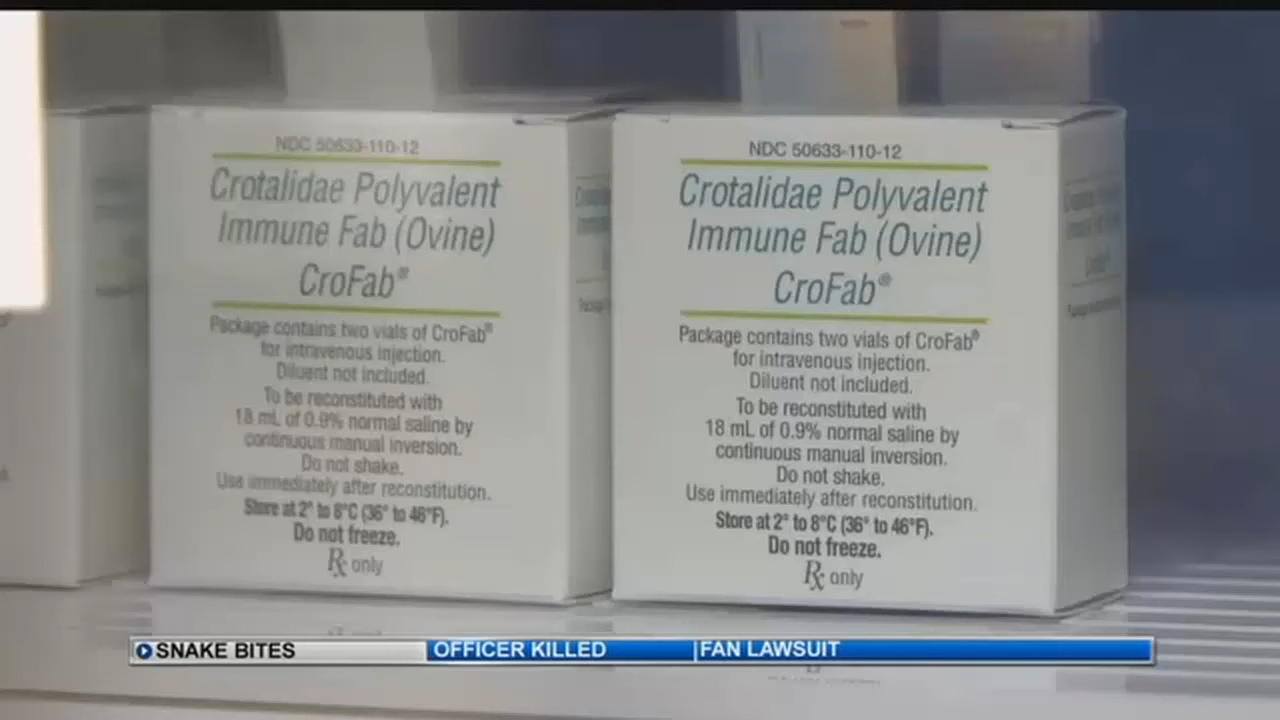 NDC 50633-110-12
Crotalidae Polyvalent
Immune Fab (Ovine)
CroFab®
Package contains two vials of CroFab®
for intravenous injection.
Diluent not included.
To be reconstituted with
18 mL of 0.9% normal saline by
continuous manual inversion.
Do not shake.
Use immediately after reconstitution.
Store at 2° to 8°C (36° to 46°F).
Do not freeze.
Rx only
NDC 50633-110-12
Crotalidae Polyvalent
Immune Fab (Ovine)
CroFab®
Package contains two vials of CroFab®
for intravenous injection.
Diluent not included.
To be reconstituted with
18 mL of 0.9% normal saline by
continuous manual inversion.
Do not shake.
Use immediately after reconstitution.
Store at 2° to 8°C (36° to 46°F).
Do not freeze.
Rx only
SNAKE BITES OFFICER KILLED FAN LAWSUIT